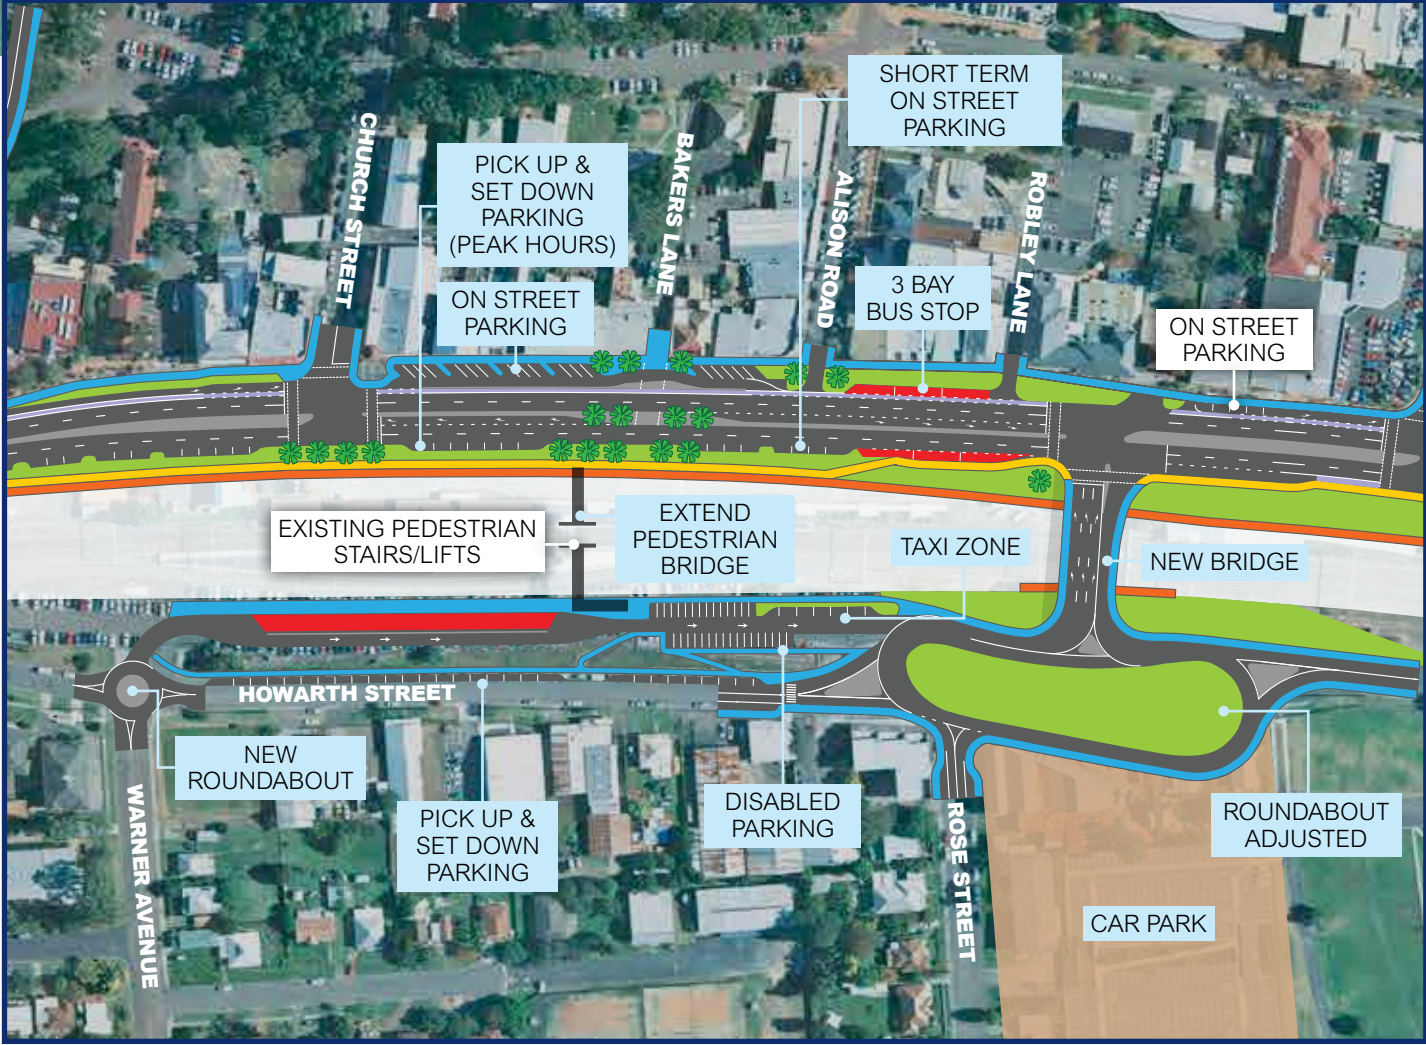 SHORT TERM
ON STREET
PARKING
CHURCH STREET
PICK UP &
SET DOWN
PARKING
(PEAK HOURS)
BAKERS LANE
ALISON ROAD
ROBLEY LANE
ON STREET
PARKING
3 BAY
BUS STOP
ON STREET
PARKING
EXISTING PEDESTRIAN
STAIRS/LIFTS
EXTEND
PEDESTRIAN
BRIDGE
TAXI ZONE
NEW BRIDGE
HOWARTH STREET
NEW
ROUNDABOUT
WARNER AVENUE
PICK UP &
SET DOWN
PARKING
DISABLED
PARKING
ROSE STREET
ROUNDABOUT
ADJUSTED
CAR PARK